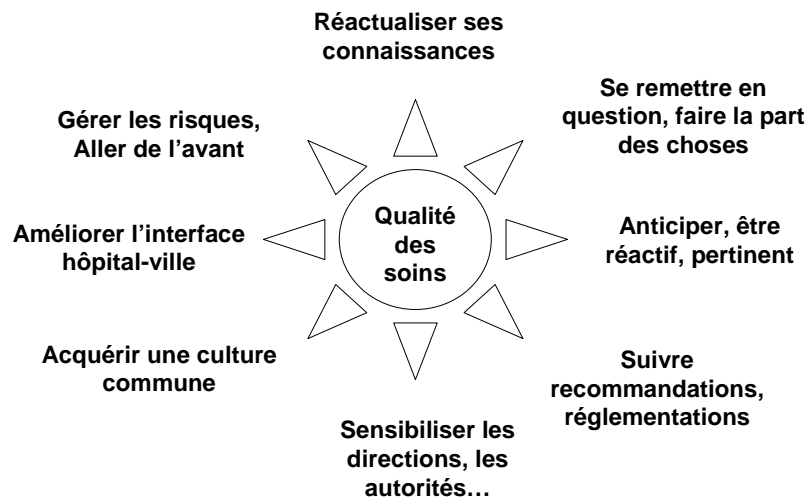 Réactualiser ses
connaissances
Se remettre en
question, faire la part
des choses
Gérer les risques,
Aller de l’avant
Qualité
des
soins
Améliorer l’interface
hôpital-ville
Anticiper, être
réactif, pertinent
Acquérir une culture
commune
Suivre
recommandations,
réglementations
Sensibiliser les
directions, les
autorités…